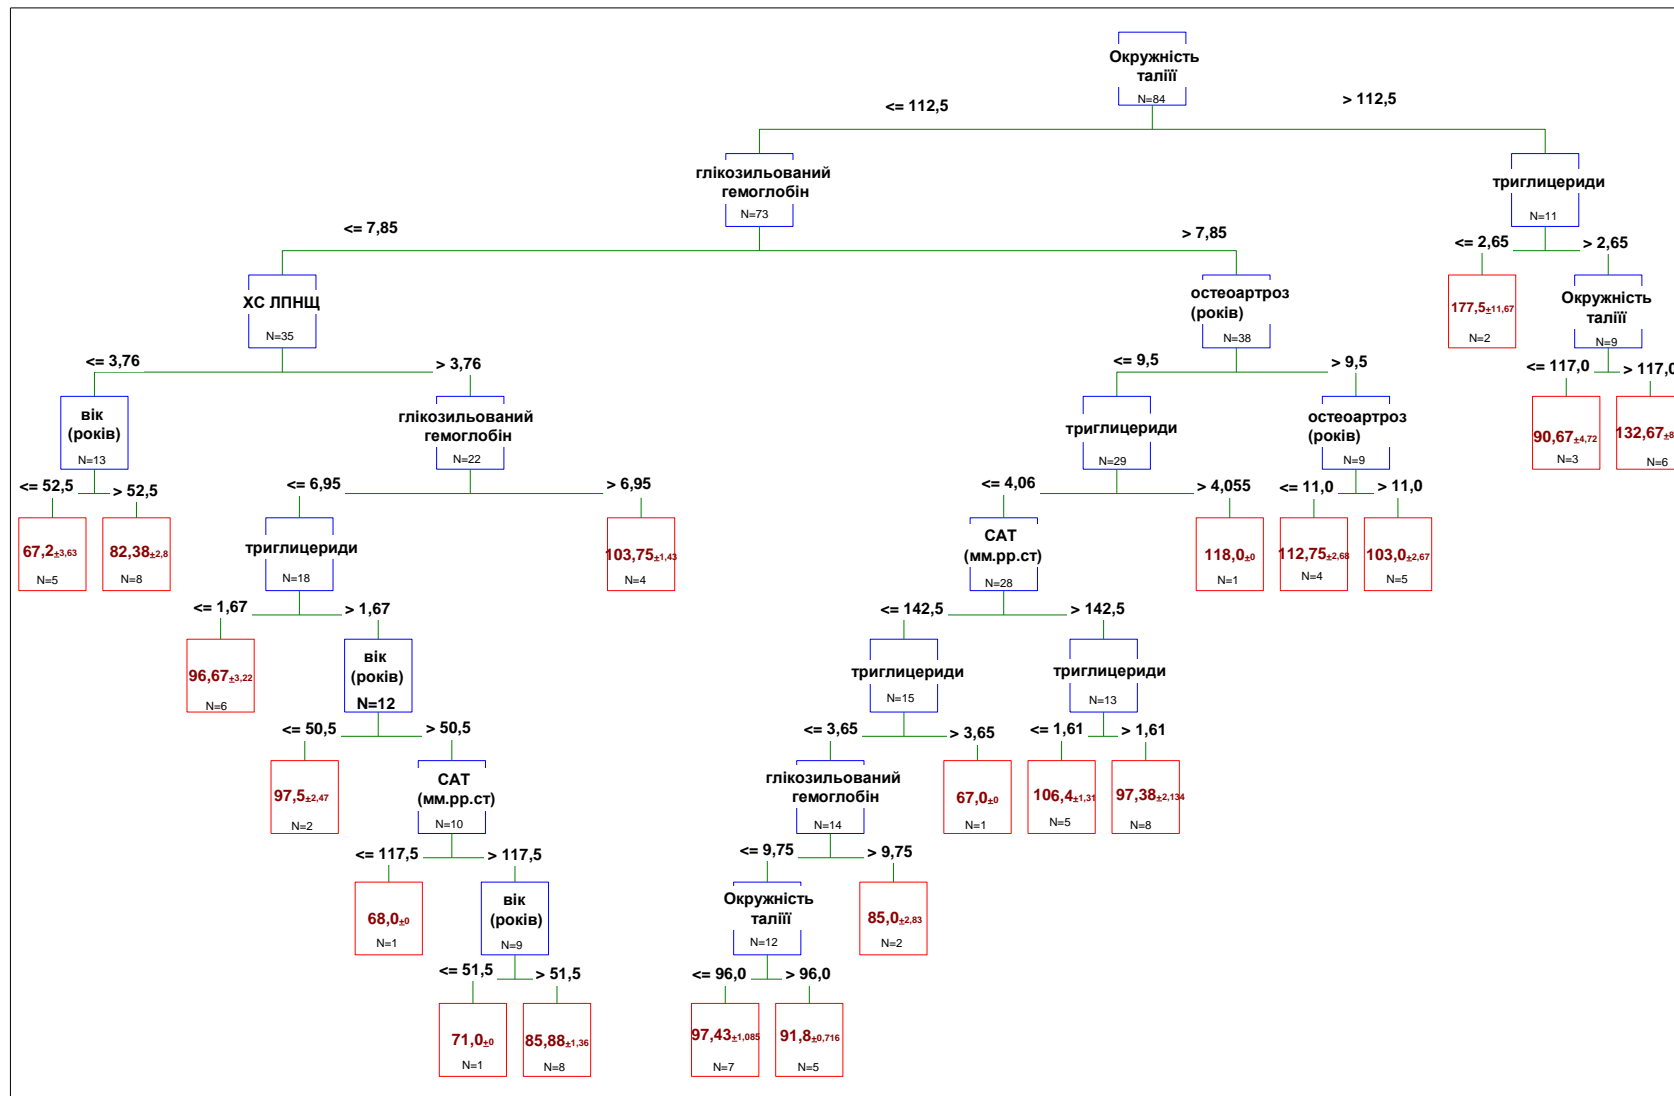 Окружність
таліїї
N=84
<= 112,5
> 112,5
глікозильований
гемоглобін
N=73
триглицериди
N=11
<= 7,85
> 7,85
<= 2,65
> 2,65
ХС ЛПНЩ
N=35
остеоартроз
(років)
N=38
177,5±11,67
N=2
Окружність
таліїї
N=9
<= 3,76
> 3,76
<= 9,5
> 9,5
<= 117,0
> 117,0
вік
(років)
N=13
глікозильований
гемоглобін
N=22
триглицериди
N=29
остеоартроз
(років)
N=9
90,67±4,72
N=3
132,67±8
N=6
<= 52,5
> 52,5
<= 6,95
> 6,95
<= 4,06
> 4,055
<= 11,0
> 11,0
67,2±3,63
N=5
82,38±2,8
N=8
триглицериди
N=18
103,75±1,43
N=4
САТ
(мм.рр.ст)
N=28
118,0±0
N=1
112,75±2,68
N=4
103,0±2,67
N=5
<= 1,67
> 1,67
<= 142,5
> 142,5
96,67±3,22
N=6
вік
(років)
N=12
триглицериди
N=15
триглицериди
N=13
<= 50,5
> 50,5
<= 3,65
> 3,65
<= 1,61
> 1,61
97,5±2,47
N=2
САТ
(мм.рр.ст)
N=10
глікозильований
гемоглобін
N=14
67,0±0
N=1
106,4±1,31
N=5
97,38±2,134
N=8
<= 117,5
> 117,5
<= 9,75
> 9,75
68,0±0
N=1
вік
(років)
N=9
Окружність
таліїї
N=12
85,0±2,83
N=2
<= 51,5
> 51,5
<= 96,0
> 96,0
71,0±0
N=1
85,88±1,36
N=8
97,43±1,085
N=7
91,8±0,716
N=5